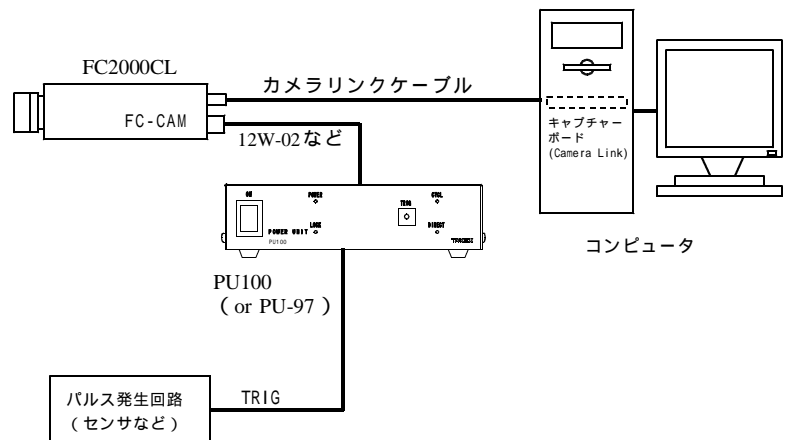 FC2000CL
カメラリンクケーブル
FC-CAM
12W-02など
キャプチャー
ボード
(Camera Link)
コンピュータ
ON
POWER
TRIG
LOCK
DIRECT
POWER UNIT
PU100
PU100
( or PU-97 )
TRIG
パルス発生回路
( センサなど )